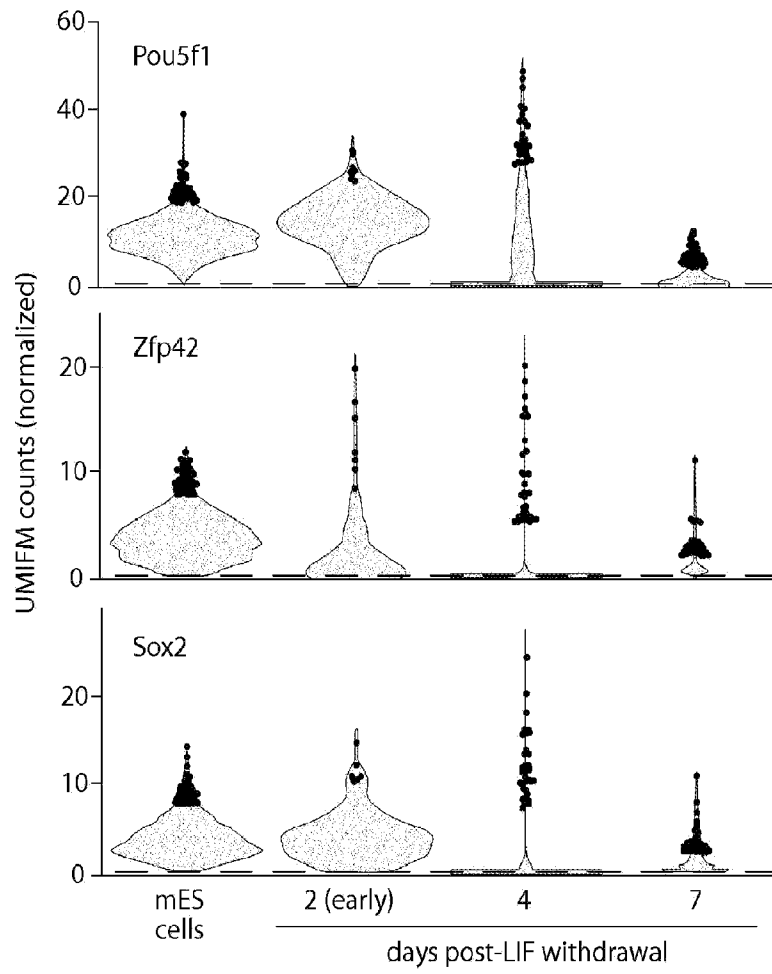 60
Pou5f1
40
20
0
Zfp42
20
10
0
Sox2
20
10
0
UMIFM counts (normalized)
mES cells
2 (early)
4
7
days post-LIF withdrawal